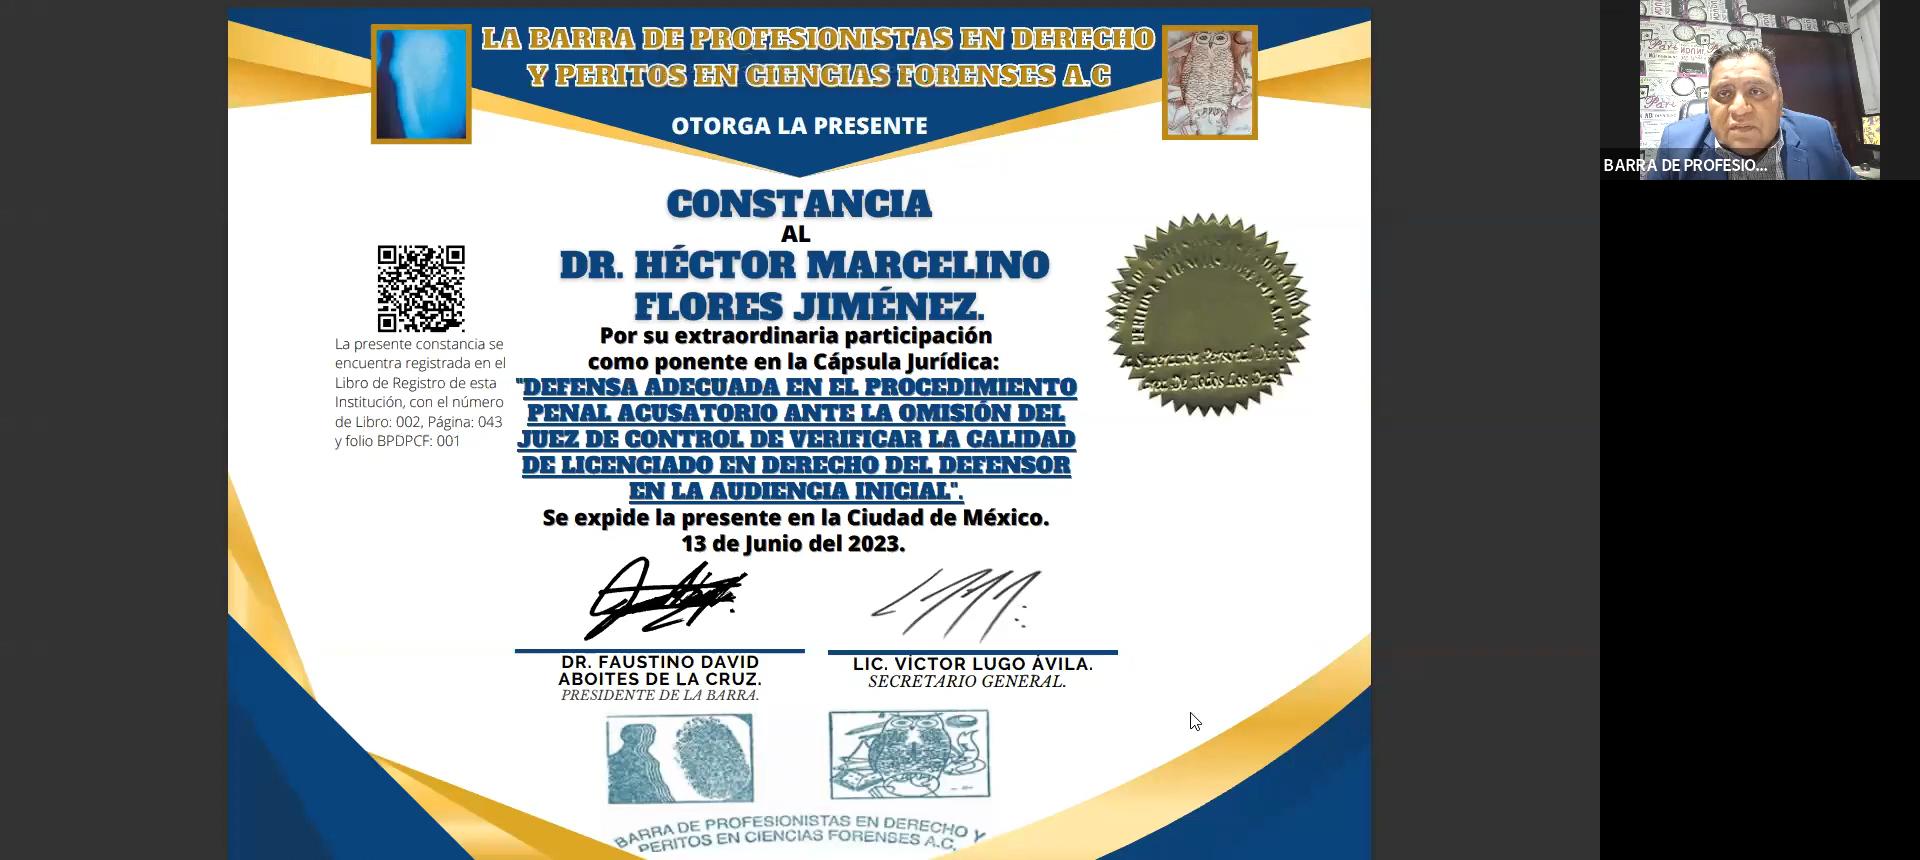 LA BARRA DE PROFESIONISTAS EN DERECHO
Y PERITOS EN CIENCIAS FORENSES A.C
OTORGA LA PRESENTE
CONSTANCIA
AL
DR. HÉCTOR MARCELINO
FLORES JIMÉNEZ.
Por su extraordinaria participación
como ponente en la Cápsula Jurídica:
"DEFENSA ADECUADA EN EL PROCEDIMIENTO
PENAL ACUSATORIO ANTE LA OMISIÓN DEL
JUEZ DE CONTROL DE VERIFICAR LA CALIDAD
DE LICENCIADO EN DERECHO DEL DEFENSOR
EN LA AUDIENCIA INICIAL".
Se expide la presente en la Ciudad de México.
13 de Junio del 2023.
La presente constancia se
encuentra registrada en el
Libro de Registro de esta
Institución, con el número
de Libro: 002, Página: 043
y folio BPDPCF: 001
DR. FAUSTINO DAVID
ABOITES DE LA CRUZ.
PRESIDENTE DE LA BARRA.
LIC. VÍCTOR LUGO ÁVILA.
SECRETARIO GENERAL.
BARRA DE PROFESIONISTAS EN DERECHO Y
PERITOS EN CIENCIAS FORENSES A.C.
BARRA DE PROFESIO...